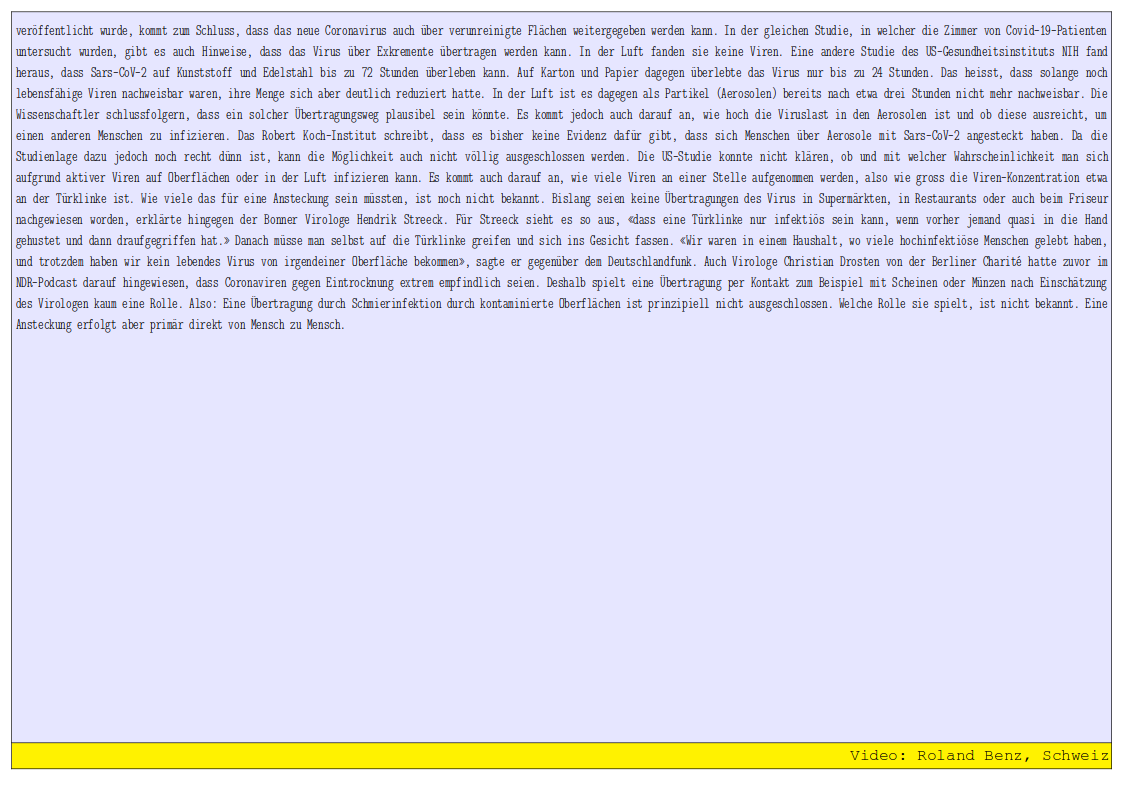 veröffentlicht wurde, kommt zum Schluss, dass das neue Coronavirus auch über verunreinigte Flächen weitergegeben werden kann. In der gleichen Studie, in welcher die Zimmer von Covid-19-Patienten
untersucht wurden, gibt es auch Hinweise, dass das Virus über Exkremente übertragen werden kann. In der Luft fanden sie keine Viren. Eine andere Studie des US-Gesundheitsinstituts NIH fand
heraus, dass Sars-CoV-2 auf Kunststoff und Edelstahl bis zu 72 Stunden überleben kann. Auf Karton und Papier dagegen überlebte das Virus nur bis zu 24 Stunden. Das heisst, dass solange noch
lebensfähige Viren nachweisbar waren, ihre Menge sich aber deutlich reduziert hatte. In der Luft ist es dagegen als Partikel (Aerosolen) bereits nach etwa drei Stunden nicht mehr nachweisbar. Die
Wissenschaftler schlussfolgern, dass ein solcher Übertragungsweg plausibel sein könnte. Es kommt jedoch auch darauf an, wie hoch die Viruslast in den Aerosolen ist und ob diese ausreicht, um
einen anderen Menschen zu infizieren. Das Robert Koch-Institut schreibt, dass es bisher keine Evidenz dafür gibt, dass sich Menschen über Aerosole mit Sars-CoV-2 angesteckt haben. Da die
Studienlage dazu jedoch noch recht dünn ist, kann die Möglichkeit auch nicht völlig ausgeschlossen werden. Die US-Studie konnte nicht klären, ob und mit welcher Wahrscheinlichkeit man sich
aufgrund aktiver Viren auf Oberflächen oder in der Luft infizieren kann. Es kommt auch darauf an, wie viele Viren an einer Stelle aufgenommen werden, also wie gross die Viren-Konzentration etwa
an der Türklinke ist. Wie viele das für eine Ansteckung sein müssten, ist noch nicht bekannt. Bislang seien keine Übertragungen des Virus in Supermärkten, in Restaurants oder auch beim Friseur
nachgewiesen worden, erklärte hingegen der Bonner Virologe Hendrik Streeck. Für Streeck sieht es so aus, «dass eine Türklinke nur infektiös sein kann, wenn vorher jemand quasi in die Hand
gehustet und dann draufgegriffen hat.» Danach müsse man selbst auf die Türklinke greifen und sich ins Gesicht fassen. «Wir waren in einem Haushalt, wo viele hochinfektiöse Menschen gelebt haben,
und trotzdem haben wir kein lebendes Virus von irgendeiner Oberfläche bekommen», sagte er gegenüber dem Deutschlandfunk. Auch Virologe Christian Drosten von der Berliner Charité hatte zuvor im
NDR-Podcast darauf hingewiesen, dass Coronaviren gegen Eintrocknung extrem empfindlich seien. Deshalb spielt eine Übertragung per Kontakt zum Beispiel mit Scheinen oder Münzen nach Einschätzung
des Virologen kaum eine Rolle. Also: Eine Übertragung durch Schmierinfektion durch kontaminierte Oberflächen ist prinzipiell nicht ausgeschlossen. Welche Rolle sie spielt, ist nicht bekannt. Eine
Ansteckung erfolgt aber primär direkt von Mensch zu Mensch.
Video: Roland Benz, Schweiz